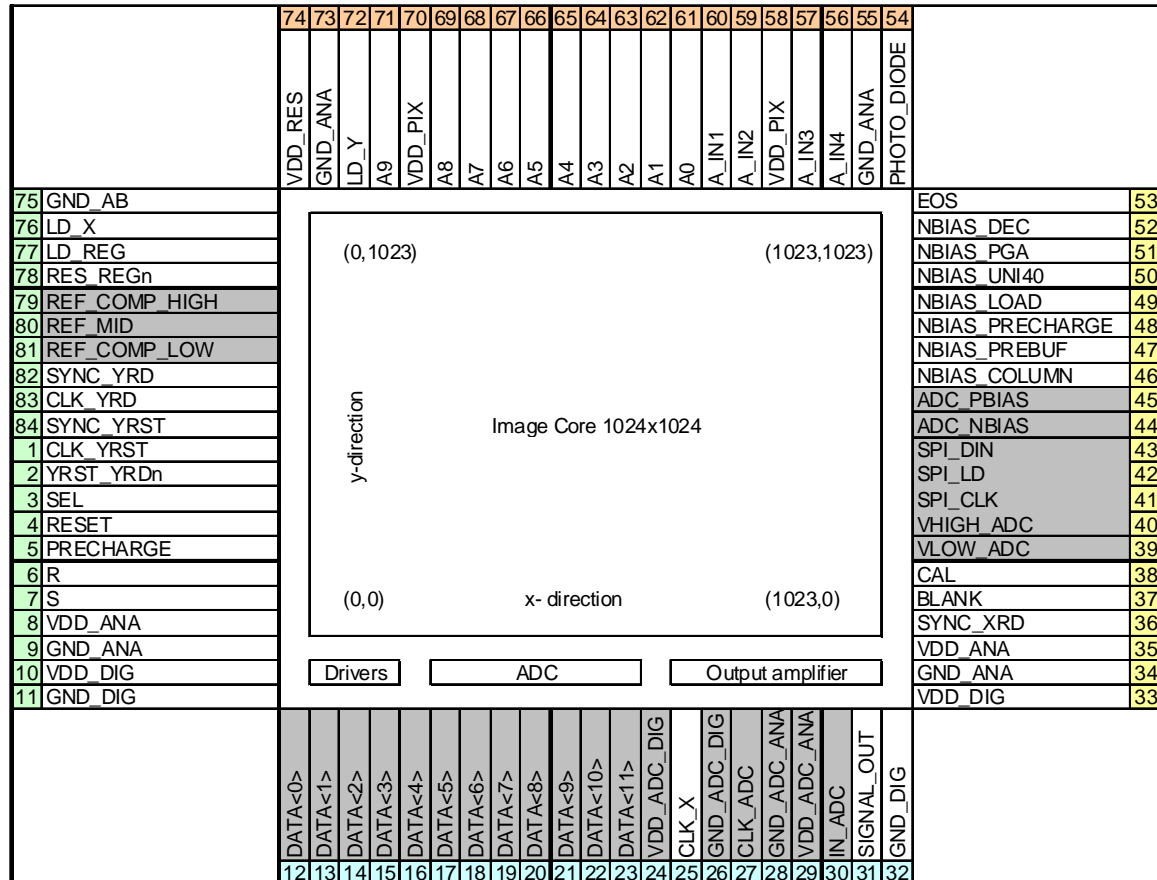 74 73 72 71 70 69 68 67 66 65 64 63 62 61 60 59 58 57 56 55 54
VDD_RES
GND_ANA
LD_Y
A9
VDD_PIX
A8
A7
A6
A5
A4
A3
A2
A1
A0
A_IN1
A_IN2
VDD_PIX
A_IN3
A_IN4
GND_ANA
PHOTO_DIODE
75 GND_AB
76 LD_X
77 LD_REG
78 RES_REGn
79 REF_COMP_HIGH
80 REF_MID
81 REF_COMP_LOW
82 SYNC_YRD
83 CLK_YRD
84 SYNC_YRST
1 CLK_YRST
2 YRST_YRDn
3 SEL
4 RESET
5 PRECHARGE
6 R
7 S
8 VDD_ANA
9 GND_ANA
10 VDD_DIG
11 GND_DIG
(0,1023) (1023,1023)
y-direction
Image Core 1024x1024
(0,0) x- direction (1023,0)
Drivers ADC Output amplifier
EOS 53
NBIAS_DEC 52
NBIAS_PGA 51
NBIAS_UNI40 50
NBIAS_LOAD 49
NBIAS_PRECHARGE 48
NBIAS_PREBUF 47
NBIAS_COLUMN 46
ADC_PBIAS 45
ADC_NBIAS 44
SPI_DIN 43
SPI_LD 42
SPI_CLK 41
VHIGH_ADC 40
VLOW_ADC 39
CAL 38
BLANK 37
SYNC_XRD 36
VDD_ANA 35
GND_ANA 34
VDD_DIG 33
DATA<0>
DATA<1>
DATA<2>
DATA<3>
DATA<4>
DATA<5>
DATA<6>
DATA<7>
DATA<8>
DATA<9>
DATA<10>
DATA<11>
VDD_ADC_DIG
CLK_X
GND_ADC_DIG
CLK_ADC
GND_ADC_ANA
VDD_ADC_ANA
IN_ADC
SIGNAL_OUT
GND_DIG
12 13 14 15 16 17 18 19 20 21 22 23 24 25 26 27 28 29 30 31 32